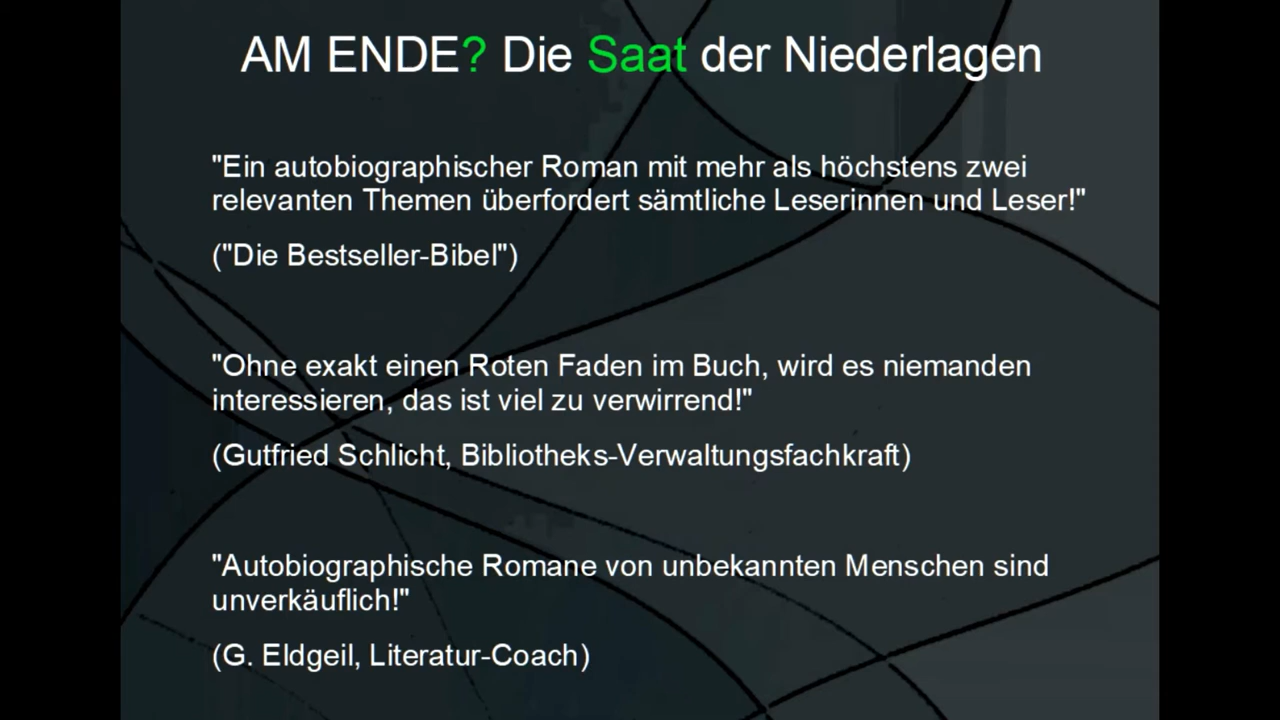 AM ENDE? Die Saat der Niederlagen
"Ein autobiographischer Roman mit mehr als höchstens zwei
relevanten Themen überfordert sämtliche Leserinnen und Leser!"
("Die Bestseller-Bibel")
"Ohne exakt einen Roten Faden im Buch, wird es niemanden
interessieren, das ist viel zu verwirrend!"
(Gutfried Schlicht, Bibliotheks-Verwaltungsfachkraft)
"Autobiographische Romane von unbekannten Menschen sind
unverkäuflich!"
(G. Eldgeil, Literatur-Coach)